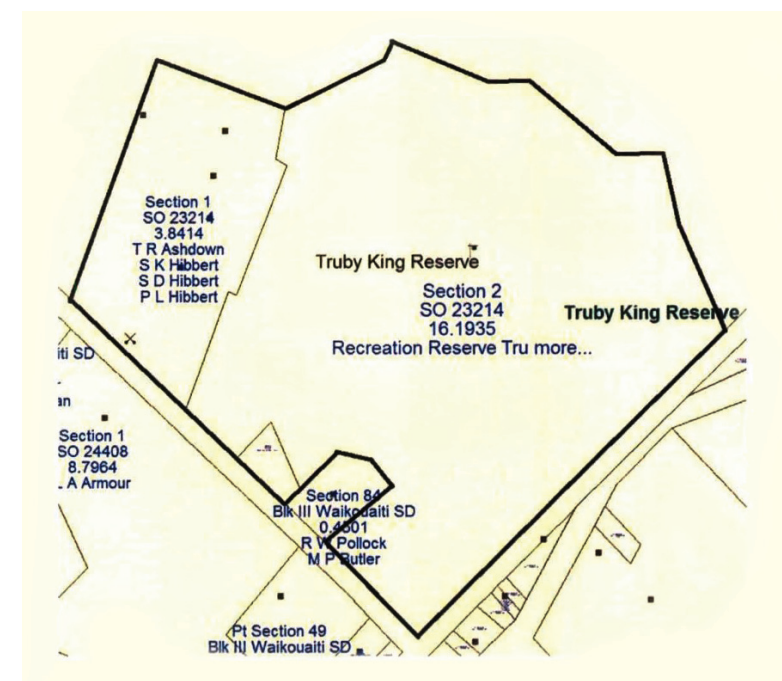 Section 1
SO 23214
3.8414
T R Ashdown
S K Hibbert
S D Hibbert
P L Hibbert
Truby King Reserve
Section 2
SO 23214
16.1935
Recreation Reserve Tru more...
Truby King Reserve
iti SD
an
Section 1
SO 24408
8.7964
A Armour
Section 84
Blk III Waikouaiti SD
R W Pollock
M P Butler
Pt Section 49
Blk III Waikouaiti SD